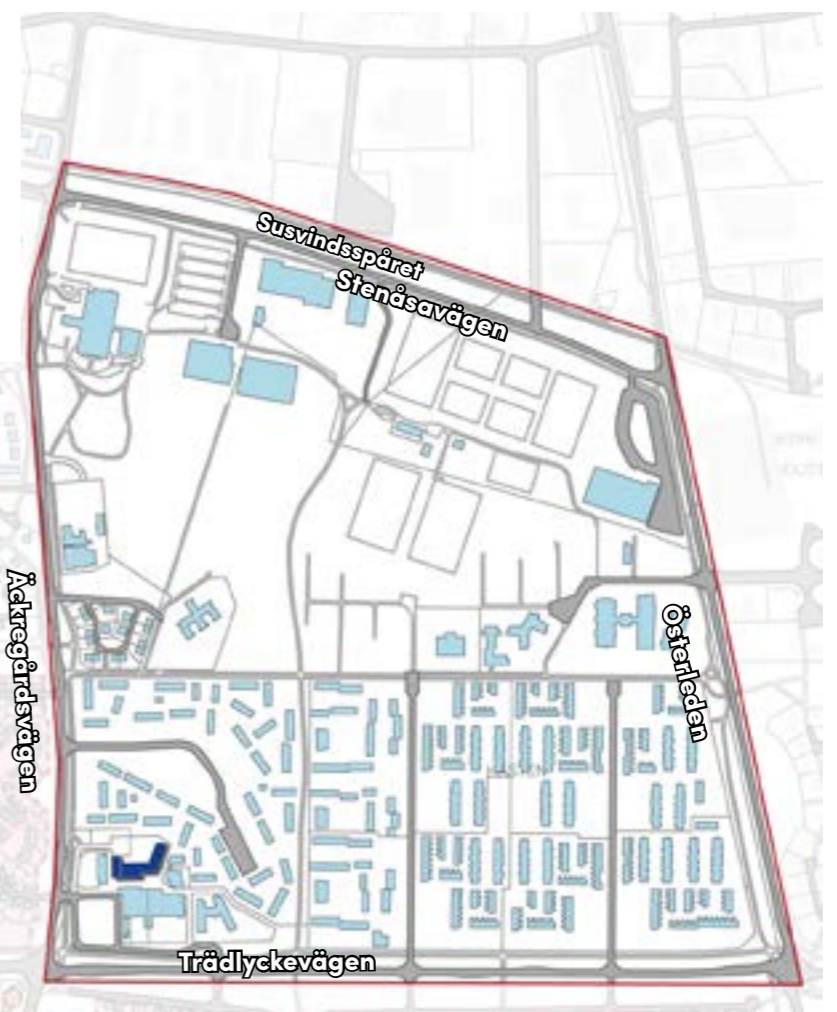 Susvindsspåret
Stenåsavägen
Äckregårdsvägen
Österleden
Trädlyckevägen